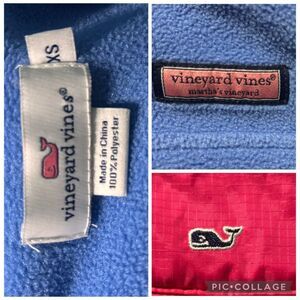 XS
vineyard vines®
Made in China
100% Polyester
vineyard vines®
martha's vineyard
PIC•COLLAGE